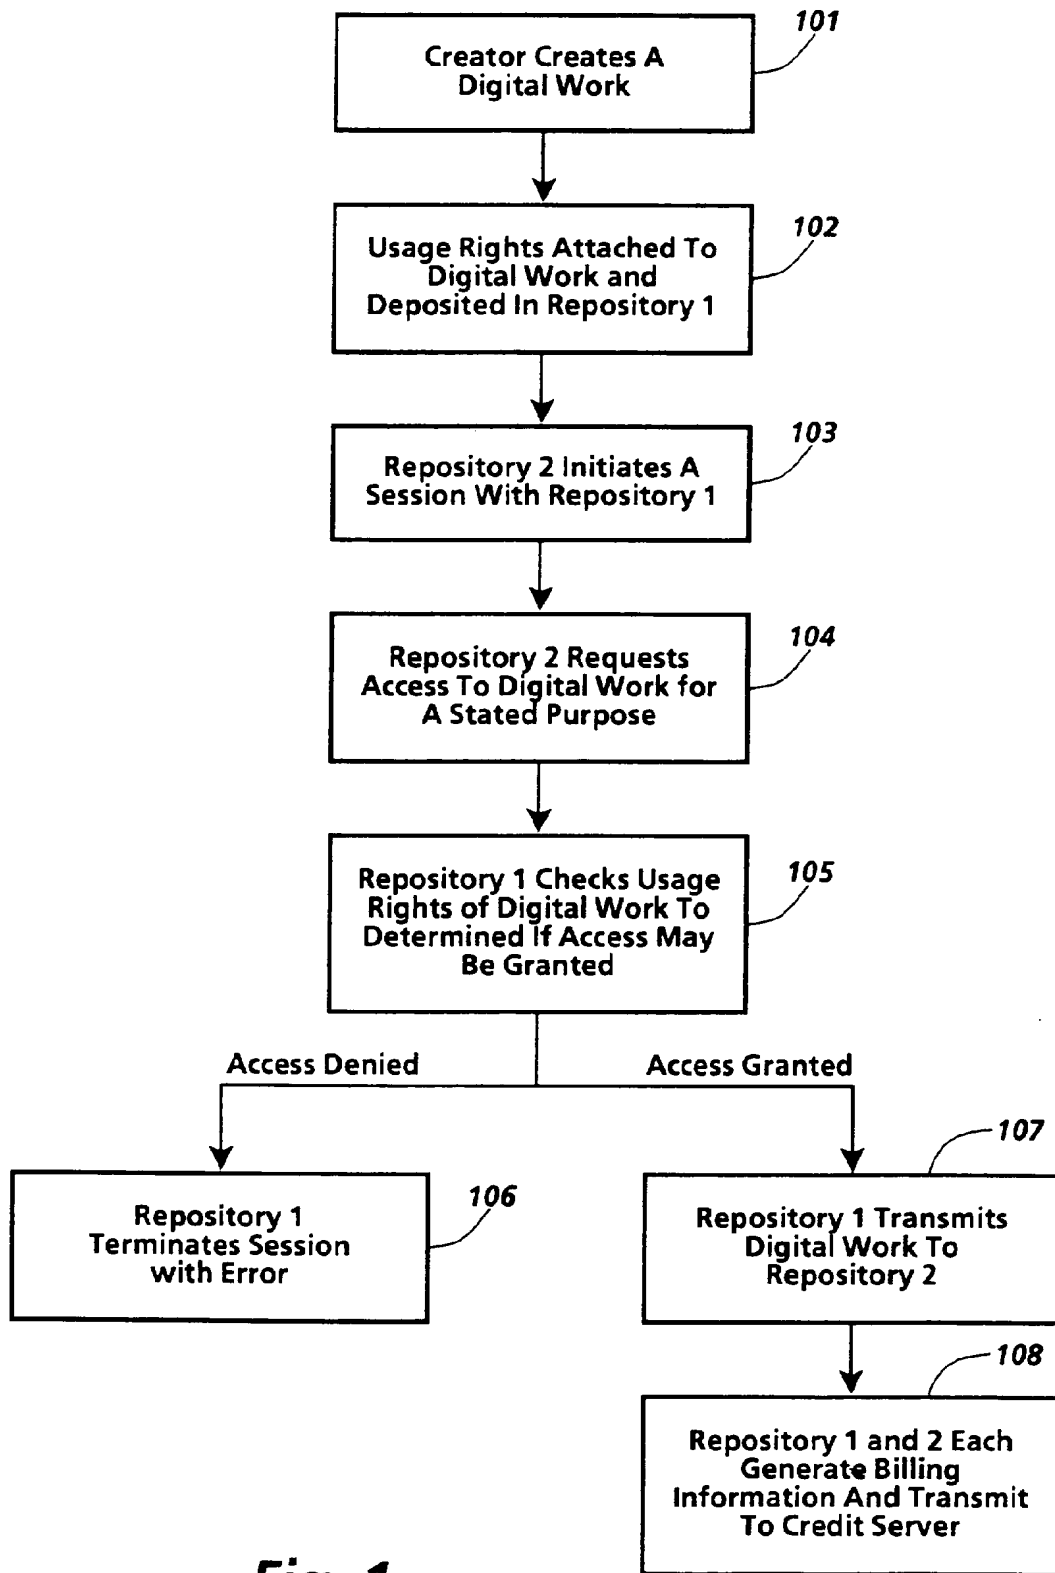 101
Creator Creates A
Digital Work
102
Usage Rights Attached To
Digital Work and
Deposited In Repository 1
103
Repository 2 Initiates A
Session With Repository 1
104
Repository 2 Requests
Access To Digital Work for
A Stated Purpose
105
Repository 1 Checks Usage
Rights of Digital Work To
Determined If Access May
Be Granted
Access Denied
Access Granted
106
Repository 1
Terminates Session
with Error
107
Repository 1 Transmits
Digital Work To
Repository 2
108
Repository 1 and 2 Each
Generate Billing
Information And Transmit
To Credit Server
Fig. 1